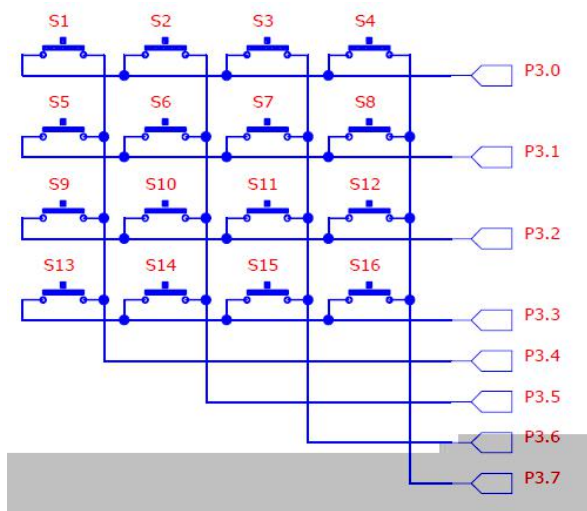 S1 S2 S3 S4
P3.0
S5 S6 S7 S8
P3.1
S9 S10 S11 S12
P3.2
S13 S14 S15 S16
P3.3
P3.4
P3.5
P3.6
P3.7